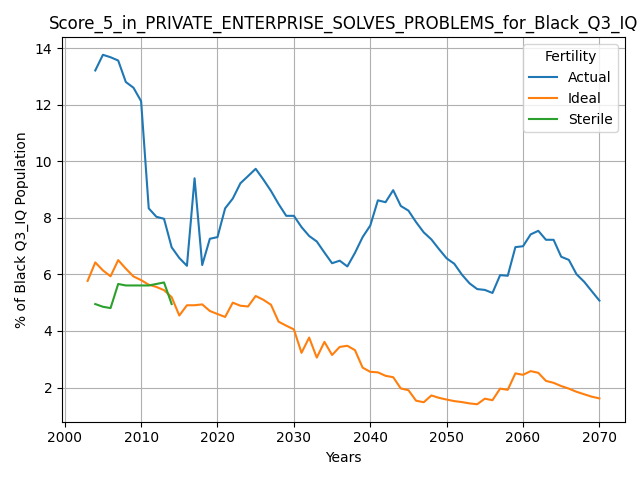 Score_5_in_PRIVATE_ENTERPRISE_SOLVES_PROBLEMS_for_Black_Q3_IQ
Fertility
Actual
Ideal
Sterile
% of Black Q3_IQ Population
14
12
10
8
6
4
2
2000 2010 2020 2030 2040 2050 2060 2070
Years